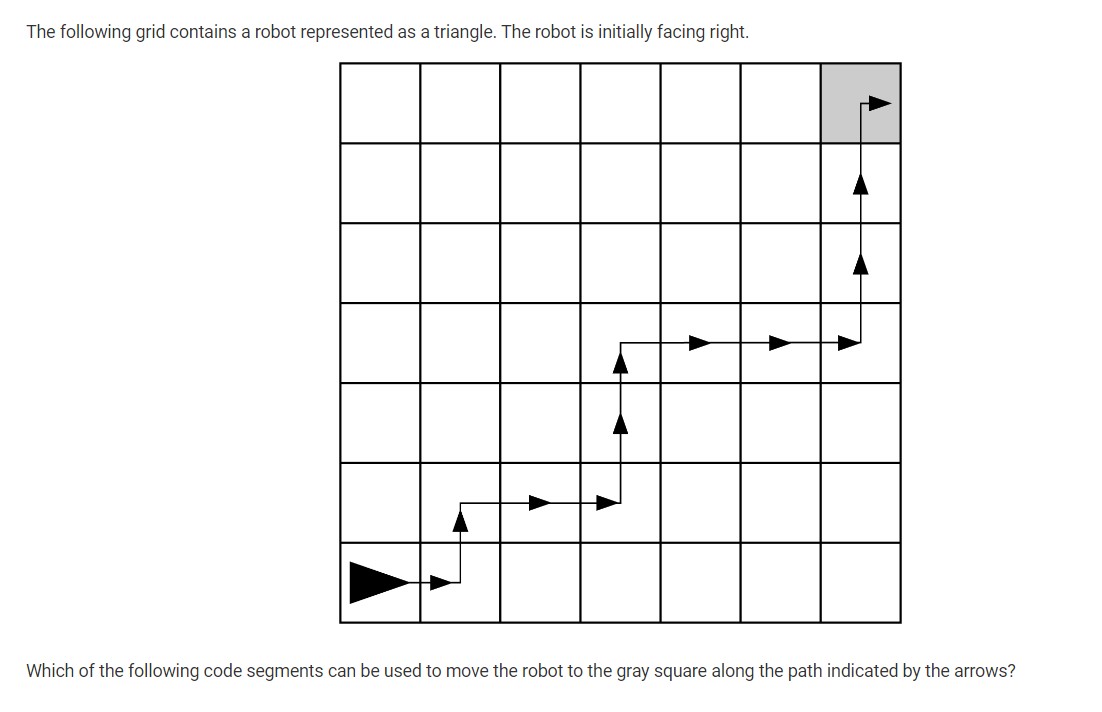 The following grid contains a robot represented as a triangle. The robot is initially facing right.
Which of the following code segments can be used to move the robot to the gray square along the path indicated by the arrows?